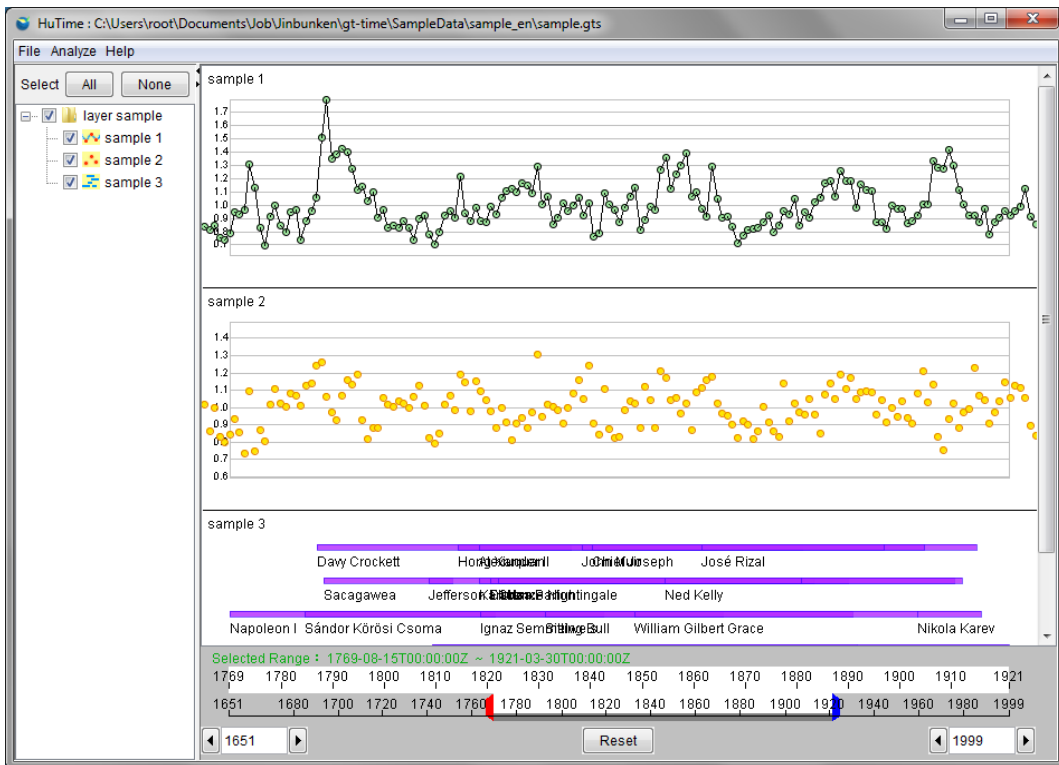 HuTime : C:\Users\root\Documents\Job\Jinbunken\gt-time\SampleData\sample_en\sample.gts
File Analyze Help
Select All None
layer sample
sample 1
sample 2
sample 3
sample 1
1.7
1.6
1.5
1.4
1.3
1.2
1.1
1.0
0.9
0.8
0.7
sample 2
1.4
1.3
1.2
1.1
1.0
0.9
0.8
0.7
0.6
sample 3
Davy Crockett José Rizal
Sacagawea Jefferson Nightingale Ned Kelly
Napoleon I Sándor Körösi Csoma Ignaz William Gilbert Grace Nikola Karev
Selected Range : 1769-08-15T00:00:00Z ~ 1921-03-30T00:00:00Z
1769 1780 1790 1800 1810 1820 1830 1840 1850 1860 1870 1880 1890 1900 1910 1921
1651 1680 1700 1720 1740 1760 1780 1800 1820 1840 1860 1880 1900 1920 1940 1960 1980 1999
1651 Reset 1999